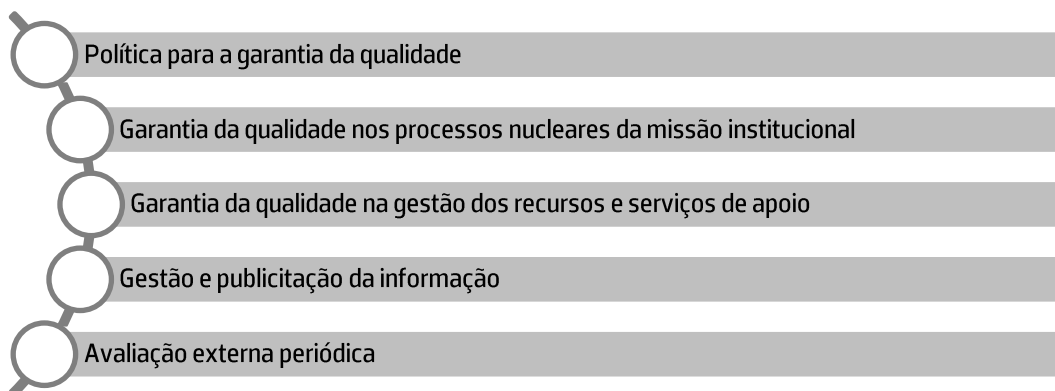 Política para a garantia da qualidade
Garantia da qualidade nos processos nucleares da missão institucional
Garantia da qualidade na gestão dos recursos e serviços de apoio
Gestão e publicitação da informação
Avaliação externa periódica